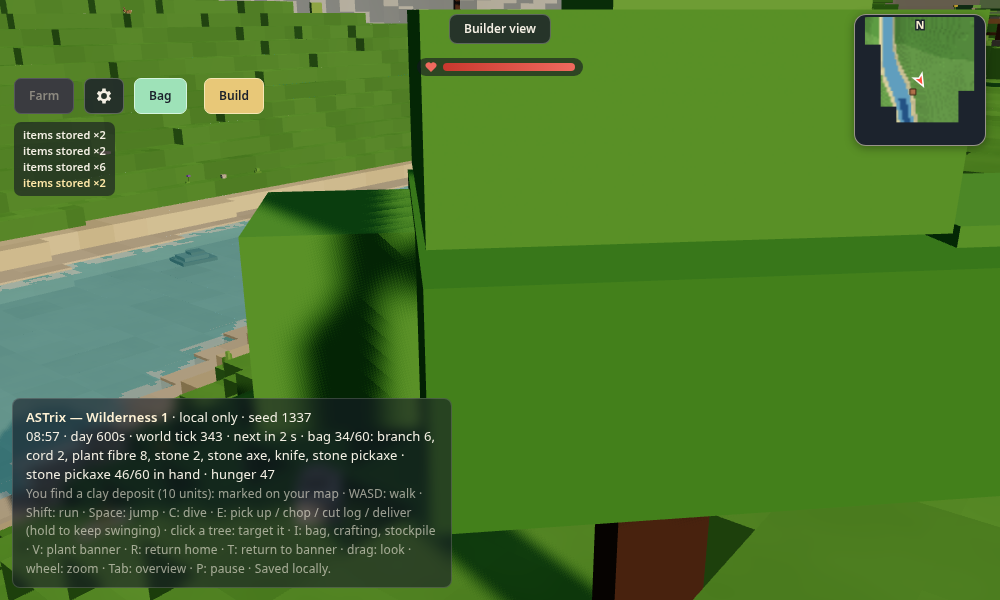 Builder view
N
Farm
Bag
Build
items stored ×2
items stored ×2
items stored ×6
items stored ×2
ASTrix — Wilderness 1 · local only · seed 1337
08:57 · day 600s · world tick 343 · next in 2 s · bag 34/60: branch 6,
cord 2, plant fibre 8, stone 2, stone axe, knife, stone pickaxe ·
stone pickaxe 46/60 in hand · hunger 47
You find a clay deposit (10 units): marked on your map · WASD: walk ·
Shift: run · Space: jump · C: dive · E: pick up / chop / cut log / deliver
(hold to keep swinging) · click a tree: target it · I: bag, crafting, stockpile
· V: plant banner · R: return home · T: return to banner · drag: look ·
wheel: zoom · Tab: overview · P: pause · Saved locally.